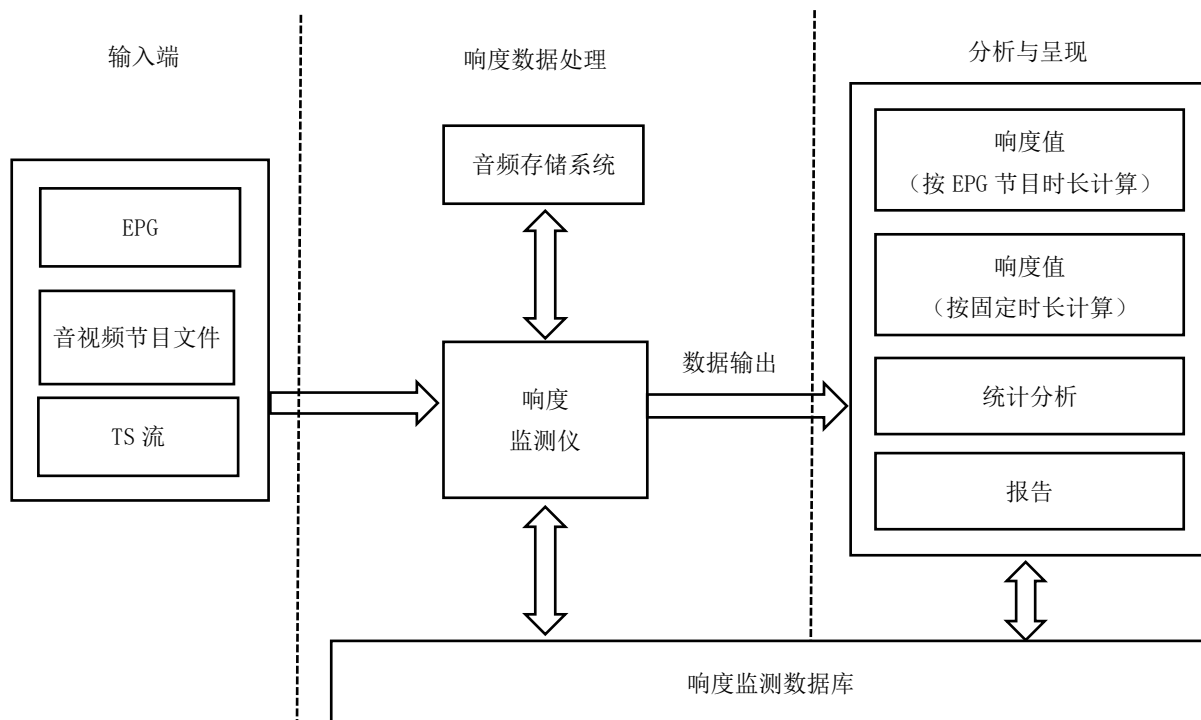 输入端
响度数据处理
分析与呈现
EPG
音视频节目文件
TS 流
音频存储系统
响度
监测仪
数据输出
响度值
（按 EPG 节目时长计算）
响度值
（按固定时长计算）
统计分析
报告
响度监测数据库